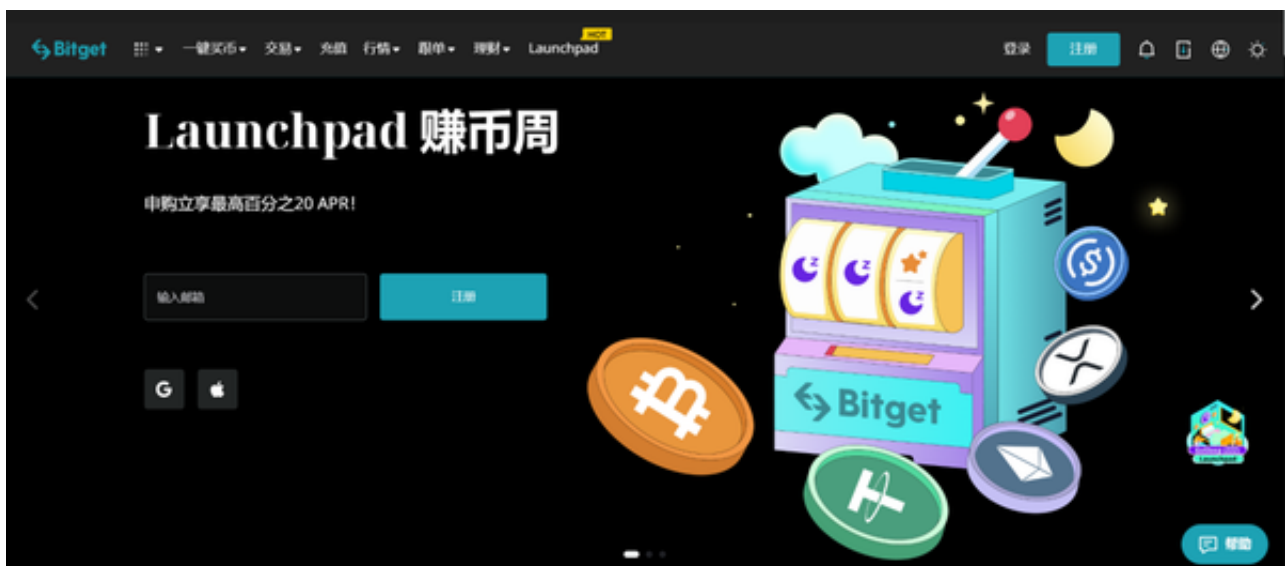 Bitget 一键买币 交易 充值 行情 跟单 理财 Launchpad HOT 登录 注册
Launchpad 赚币周
申购立享最高百分之20 APR!
输入邮箱 注册
G
Bitget
Launchpad
帮助